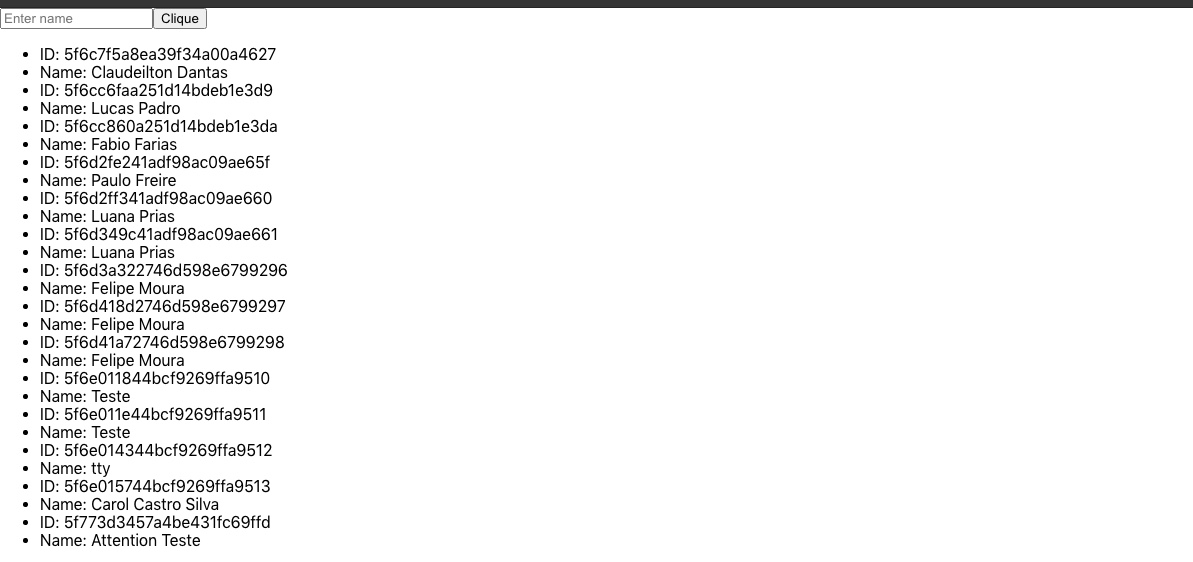 Enter name Clique
ID: 5f6c7f5a8ea39f34a00a4627
Name: Claudeilton Dantas
ID: 5f6cc6faa251d14bdeb1e3d9
Name: Lucas Padro
ID: 5f6cc860a251d14bdeb1e3da
Name: Fabio Farias
ID: 5f6d2fe241adf98ac09ae65f
Name: Paulo Freire
ID: 5f6d2ff341adf98ac09ae660
Name: Luana Prias
ID: 5f6d349c41adf98ac09ae661
Name: Luana Prias
ID: 5f6d3a322746d598e6799296
Name: Felipe Moura
ID: 5f6d418d2746d598e6799297
Name: Felipe Moura
ID: 5f6d41a72746d598e6799298
Name: Felipe Moura
ID: 5f6e011844bcf9269ffa9510
Name: Teste
ID: 5f6e011e44bcf9269ffa9511
Name: Teste
ID: 5f6e014344bcf9269ffa9512
Name: tty
ID: 5f6e015744bcf9269ffa9513
Name: Carol Castro Silva
ID: 5f773d3457a4be431fc69ffd
Name: Attention Teste